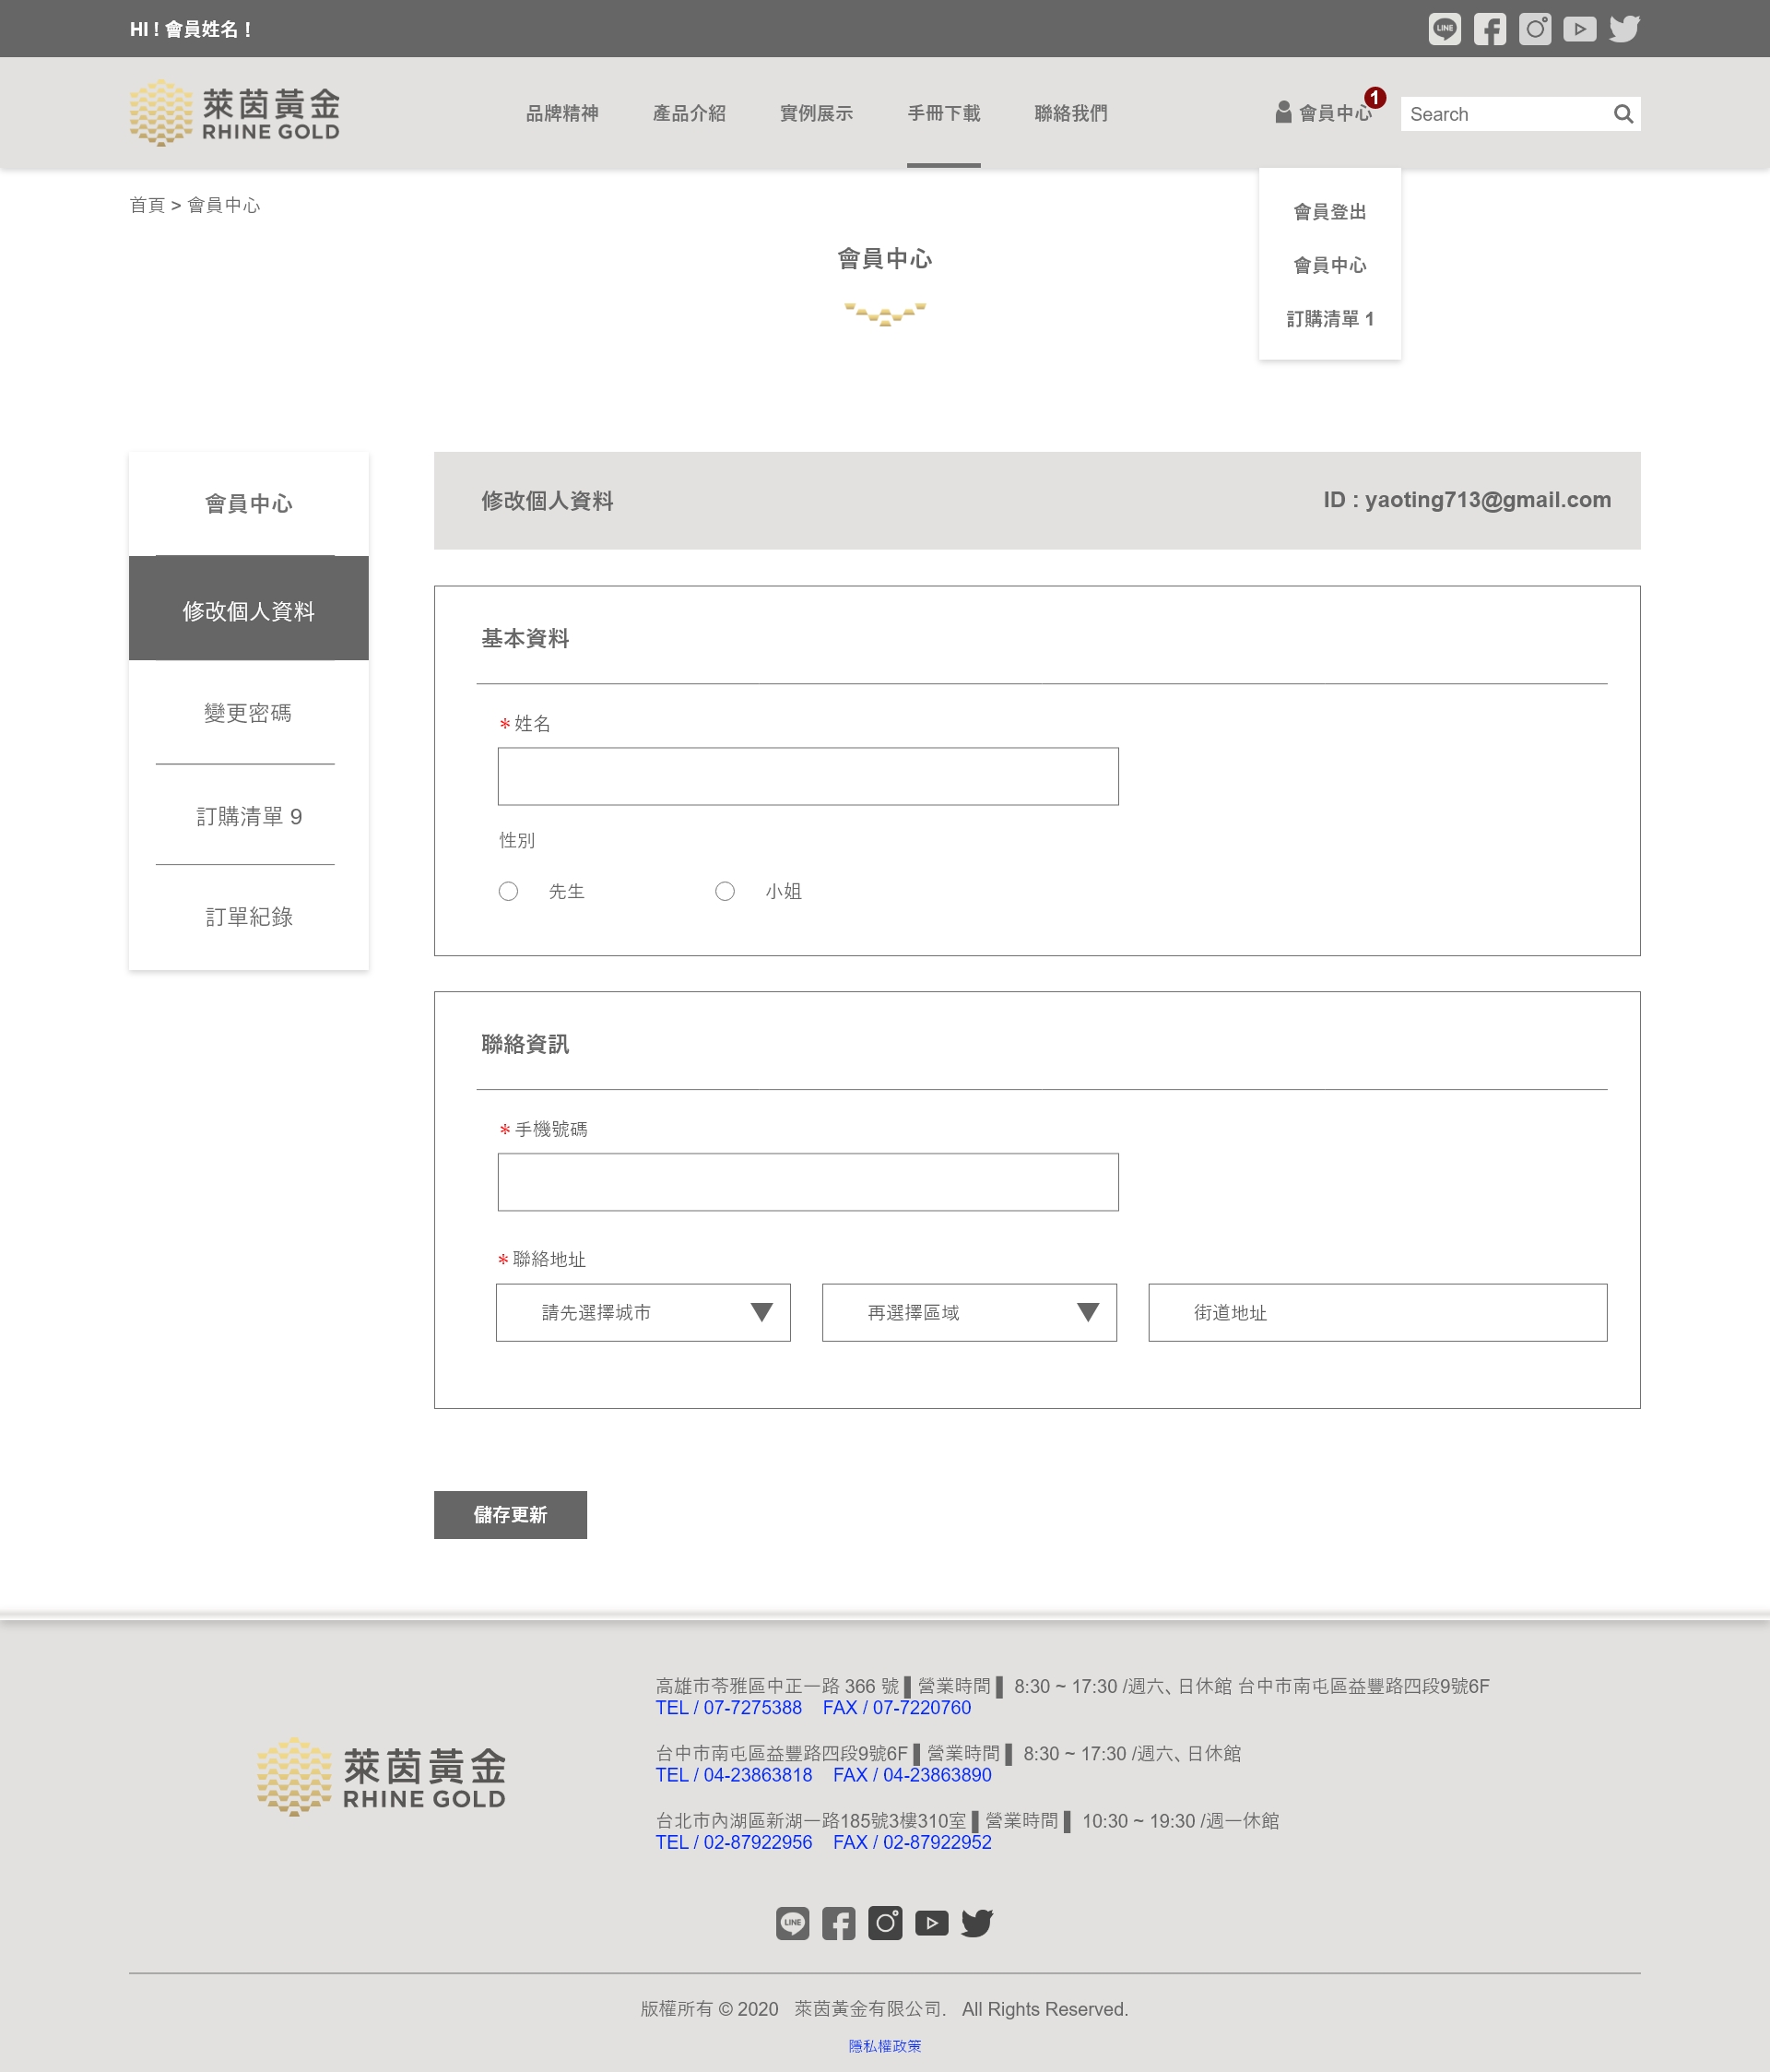 HI ! 會員姓名 !
LINE
萊茵黃金
RHINE GOLD
品牌精神 產品介紹 實例展示 手冊下載 聯絡我們
會員中心 1
Search
首頁 > 會員中心
會員中心
會員登出
會員中心
訂購清單 1
會員中心
修改個人資料
變更密碼
訂購清單 9
訂單紀錄
修改個人資料 ID : yaoting713@gmail.com
基本資料
*姓名
性別
先生 小姐
聯絡資訊
*手機號碼
*聯絡地址
請先選擇城市 ▼ 再選擇區域 ▼ 街道地址
儲存更新
萊茵黃金
RHINE GOLD
高雄市苓雅區中正一路 366 號 ▌營業時間 ▌ 8:30 ~ 17:30 /週六、日休館 台中市南屯區益豐路四段9號6F
TEL / 07-7275388 FAX / 07-7220760
台中市南屯區益豐路四段9號6F ▌營業時間 ▌ 8:30 ~ 17:30 /週六、日休館
TEL / 04-23863818 FAX / 04-23863890
台北市內湖區新湖一路185號3樓310室 ▌營業時間 ▌ 10:30 ~ 19:30 /週一休館
TEL / 02-87922956 FAX / 02-87922952
LINE
版權所有 © 2020 萊茵黃金有限公司. All Rights Reserved.
隱私權政策